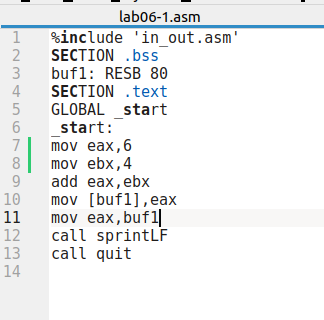 lab06-1.asm
1 %include 'in_out.asm'
2 SECTION .bss
3 buf1: RESB 80
4 SECTION .text
5 GLOBAL _start
6 _start:
7 mov eax,6
8 mov ebx,4
9 add eax,ebx
10 mov [buf1],eax
11 mov eax,buf1
12 call sprintLF
13 call quit
14